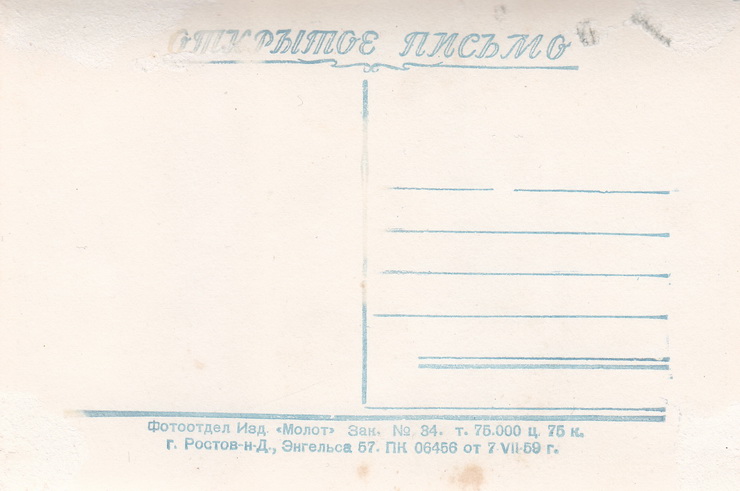 ОТКРЫТОЕ ПИСЬМО
Фотоотдел Изд. «Молот» Зак. № 34. т. 75.000 ц. 75 к.
г. Ростов-н-Д., Энгельса 57. ПК 06456 от 7 VII-59 г.